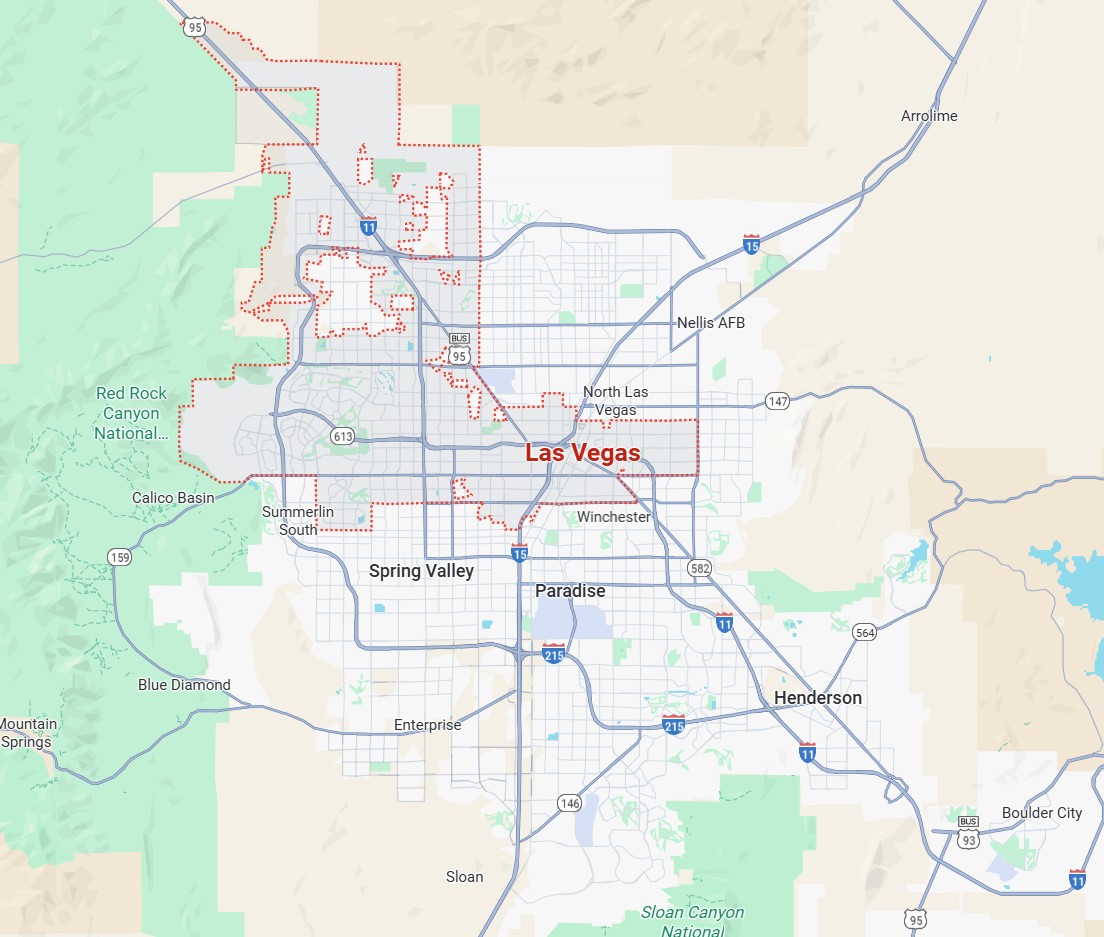 95
Arrolime
11
15
Nellis AFB
BUS
95
North Las
Vegas
147
Red Rock
Canyon
National...
613
Las Vegas
Calico Basin
Summerlin
South
Winchester
159
15
Spring Valley
582
Paradise
11
564
215
Blue Diamond
Henderson
Mountain
Springs
Enterprise
215
11
146
Boulder City
BUS
93
Sloan
11
Sloan Canyon
National
95